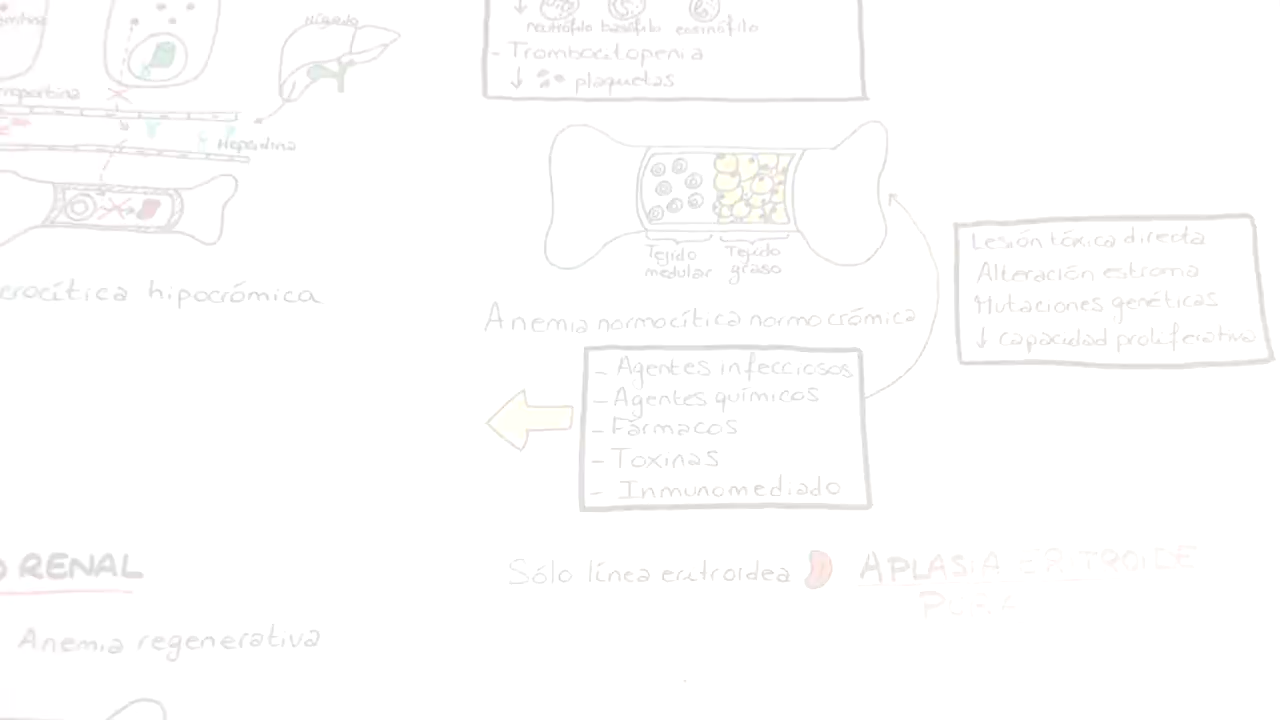 hígado
Hepcidina
crocítica hipocrómica
neutrófilo basófilo eosinófilo
- Trombocitopenia
↓ plaquetas
Tejido medular
Tejido graso
Anemia normocítica normocrómica
- Agentes infecciosos
- Agentes químicos
- Fármacos
- Toxinas
- Inmunomediado
Lesión tóxica directa
Alteración estroma
Mutaciones genéticas
↓ capacidad proliferativa
Sólo línea eritroidea
APLASIA ERITROIDE
O RENAL
Anemia regenerativa